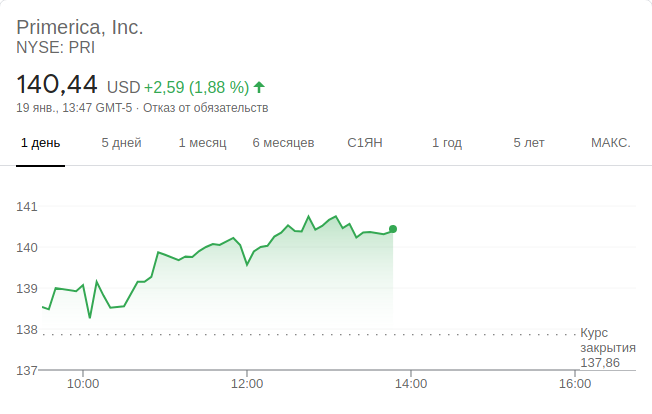 Primerica, Inc.
NYSE: PRI
140,44 USD +2,59 (1,88 %)
19 янв., 13:47 GMT-5 · Отказ от обязательств
1 день 5 дней 1 месяц 6 месяцев С1ЯН 1 год 5 лет МАКС.
141
140
139
138
Курс
закрытия
137,86
137
10:00 12:00 14:00 16:00